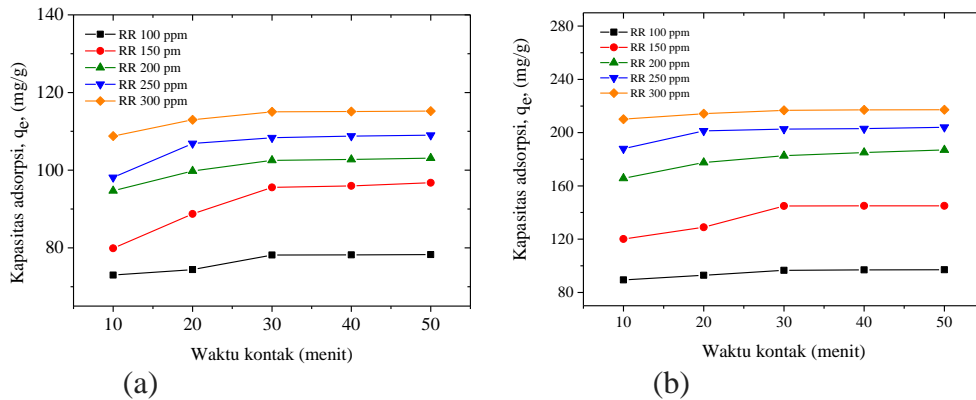 140
120
100
80
Kapasitas adsorpsi, qe, (mg/g)
RR 100 ppm
RR 150 pm
RR 200 pm
RR 250 ppm
RR 300 ppm
10 20 30 40 50
Waktu kontak (menit)
(a)
280
240
200
160
120
80
Kapasitas adsorpsi, qe, (mg/g)
RR 100 ppm
RR 150 ppm
RR 200 ppm
RR 250 ppm
RR 300 ppm
10 20 30 40 50
Waktu kontak (menit)
(b)